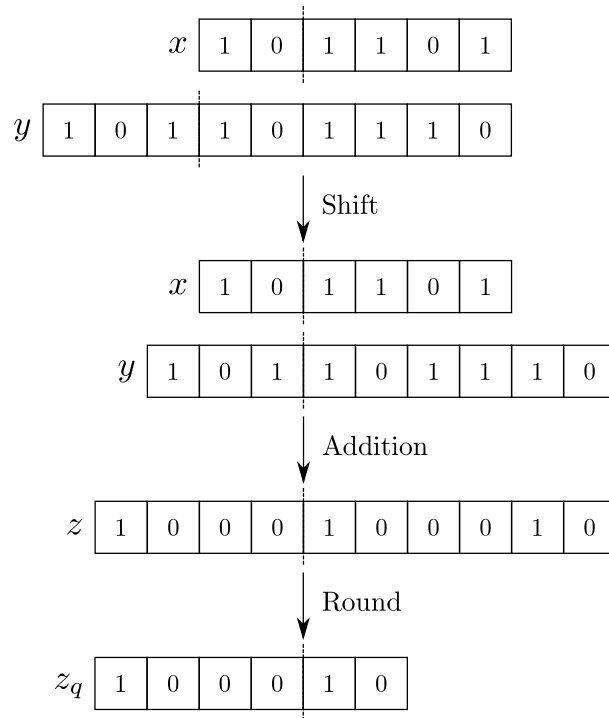 x 1 0 1 1 0 1
y 1 0 1 1 0 1 1 1 0
Shift
x 1 0 1 1 0 1
y 1 0 1 1 0 1 1 1 0
Addition
z 1 0 0 0 1 0 0 0 1 0
Round
z_q 1 0 0 0 1 0